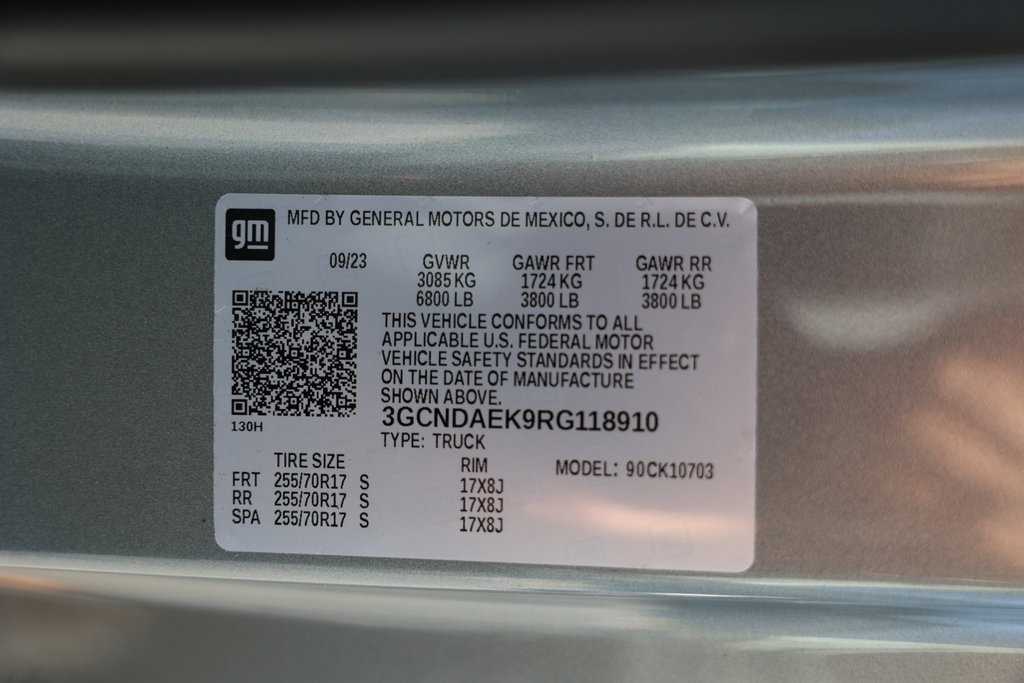 gm
MFD BY GENERAL MOTORS DE MEXICO, S. DE R.L. DE C.V.
09/23 GVWR GAWR FRT GAWR RR
3085 KG 1724 KG 1724 KG
6800 LB 3800 LB 3800 LB
THIS VEHICLE CONFORMS TO ALL
APPLICABLE U.S. FEDERAL MOTOR
VEHICLE SAFETY STANDARDS IN EFFECT
ON THE DATE OF MANUFACTURE
SHOWN ABOVE.
3GCNDAEK9RG118910
130H
TYPE: TRUCK
TIRE SIZE RIM MODEL: 90CK10703
FRT 255/70R17 S 17X8J
RR 255/70R17 S 17X8J
SPA 255/70R17 S 17X8J